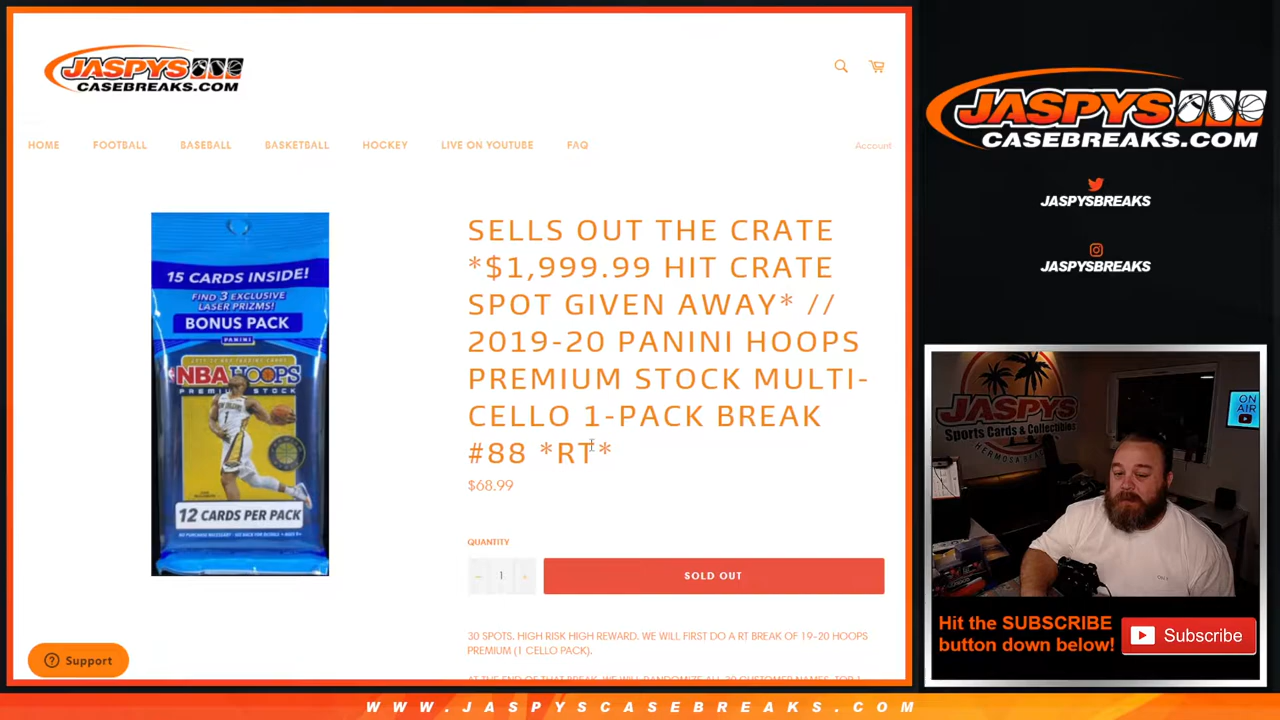 JASPYS
CASEBREAKS.COM
HOME FOOTBALL BASEBALL BASKETBALL HOCKEY LIVE ON YOUTUBE FAQ Account
15 CARDS INSIDE!
FIND 3 EXCLUSIVE
LASER PRIZMS!
BONUS PACK
PANINI
NBA HOOPS
PREMIUM STOCK
12 CARDS PER PACK
SELLS OUT THE CRATE
*$1,999.99 HIT CRATE
SPOT GIVEN AWAY* //
2019-20 PANINI HOOPS
PREMIUM STOCK MULTI-
CELLO 1-PACK BREAK
#88 *RT*
$68.99
QUANTITY
− 1 +
SOLD OUT
30 SPOTS. HIGH RISK HIGH REWARD. WE WILL FIRST DO A RT BREAK OF 19-20 HOOPS
PREMIUM (1 CELLO PACK).
Support
JASPYS
CASEBREAKS.COM
JASPYSBREAKS
JASPYSBREAKS
JASPYS
Sports Cards & Collectibles
HERMOSA BEACH
ON
AIR
Hit the SUBSCRIBE
button down below!
Subscribe
WWW.JASPYSCASEBREAKS.COM